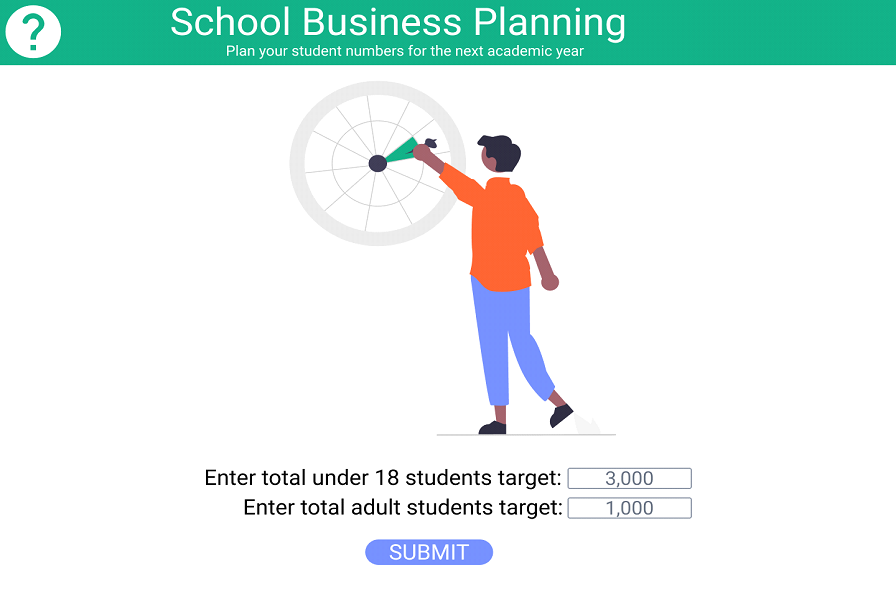 ?
School Business Planning
Plan your student numbers for the next academic year
Enter total under 18 students target: 3,000
Enter total adult students target: 1,000
SUBMIT